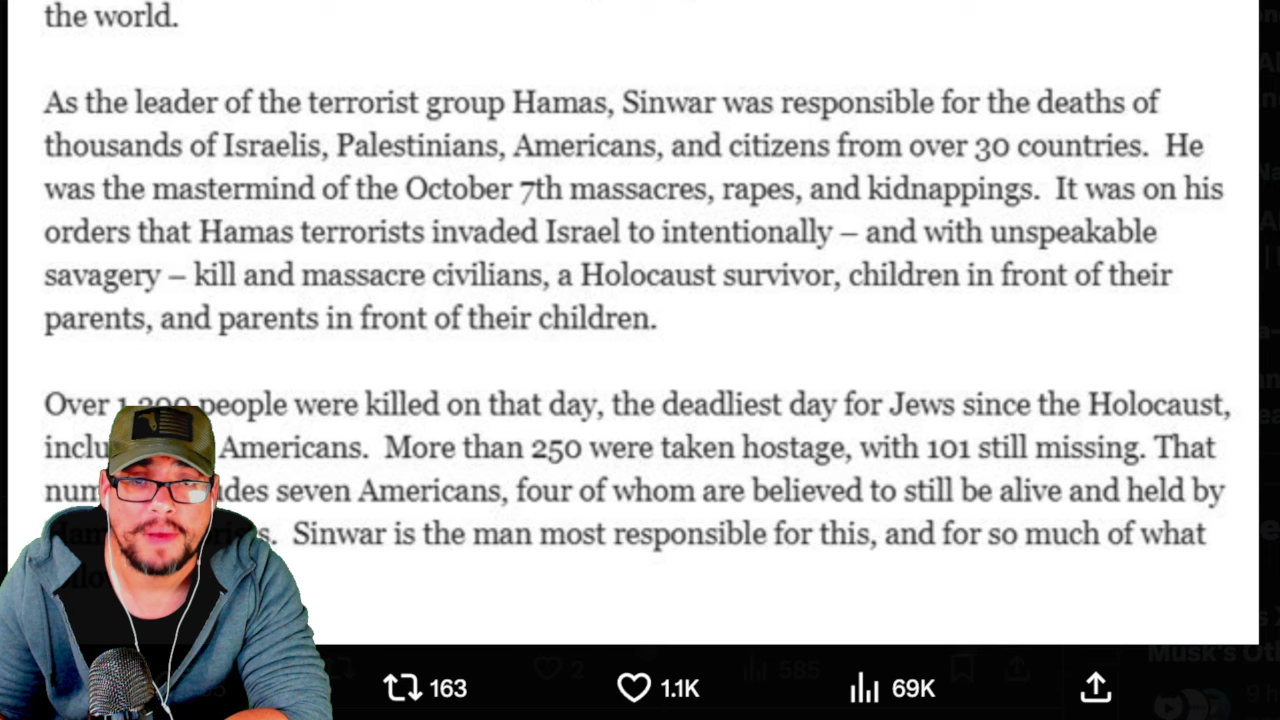 the world.
As the leader of the terrorist group Hamas, Sinwar was responsible for the deaths of
thousands of Israelis, Palestinians, Americans, and citizens from over 30 countries. He
was the mastermind of the October 7th massacres, rapes, and kidnappings. It was on his
orders that Hamas terrorists invaded Israel to intentionally – and with unspeakable
savagery – kill and massacre civilians, a Holocaust survivor, children in front of their
parents, and parents in front of their children.
Over people were killed on that day, the deadliest day for Jews since the Holocaust,
Americans. More than 250 were taken hostage, with 101 still missing. That
seven Americans, four of whom are believed to still be alive and held by
Sinwar is the man most responsible for this, and for so much of what
163 1.1K 69K
2 585
Musk's